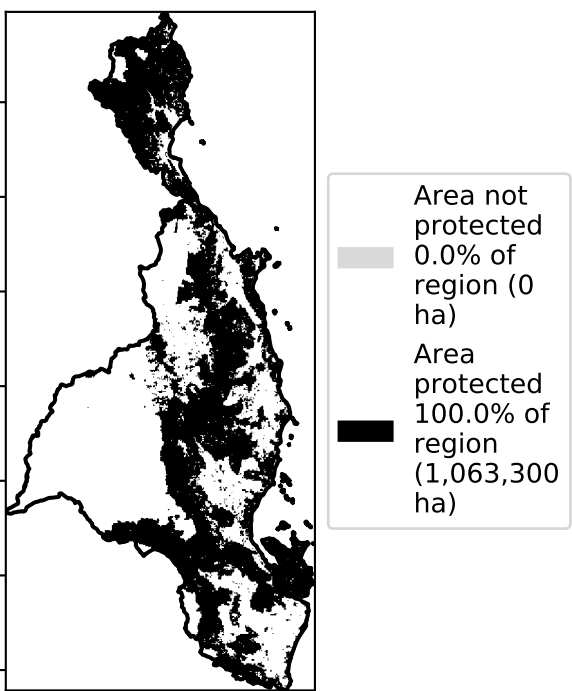 Area not
protected
0.0% of
region (0
ha)
Area
protected
100.0% of
region
(1,063,300
ha)